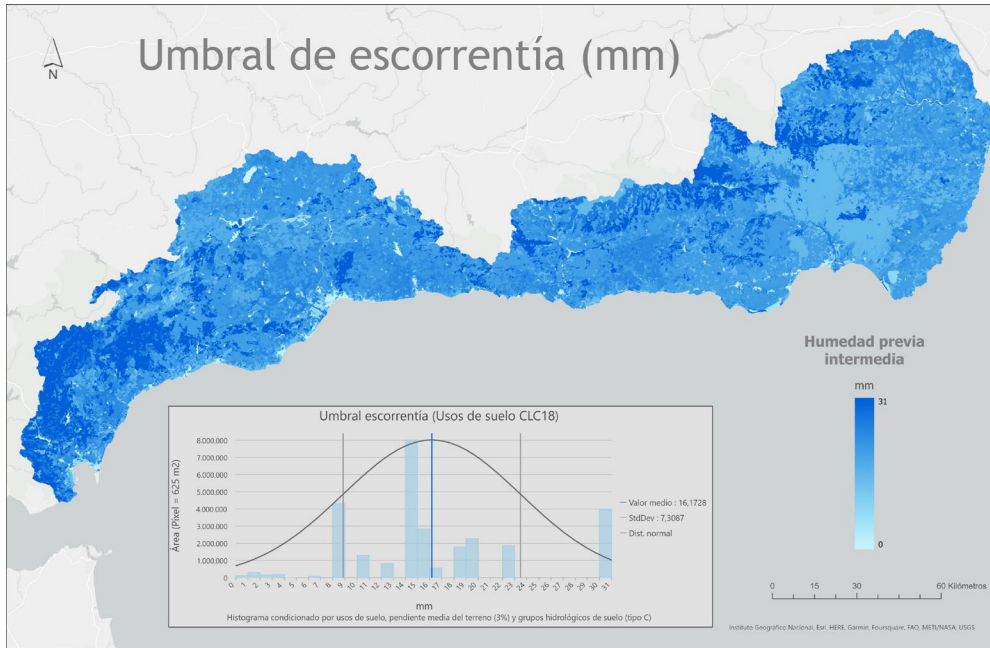 Umbral de escorrentía (mm)
N
Humedad previa
intermedia
mm
31
0
Umbral escorrentía (Usos de suelo CLC18)
Área (Píxel = 625 m2)
8.000.000
7.000.000
6.000.000
5.000.000
4.000.000
3.000.000
2.000.000
1.000.000
0
0 1 2 3 4 5 6 7 8 9 10 11 12 13 14 15 16 17 18 19 20 21 22 23 24 25 26 27 28 29 30 31
mm
Valor medio : 16,1728
StdDev : 7,3087
Dist. normal
Histograma condicionado por usos de suelo, pendiente media del terreno (3%) y grupos hidrológicos de suelo (tipo C)
0 15 30 60 Kilómetros
Instituto Geográfico Nacional, Esri, HERE, Garmin, Foursquare, FAO, METI/NASA, USGS